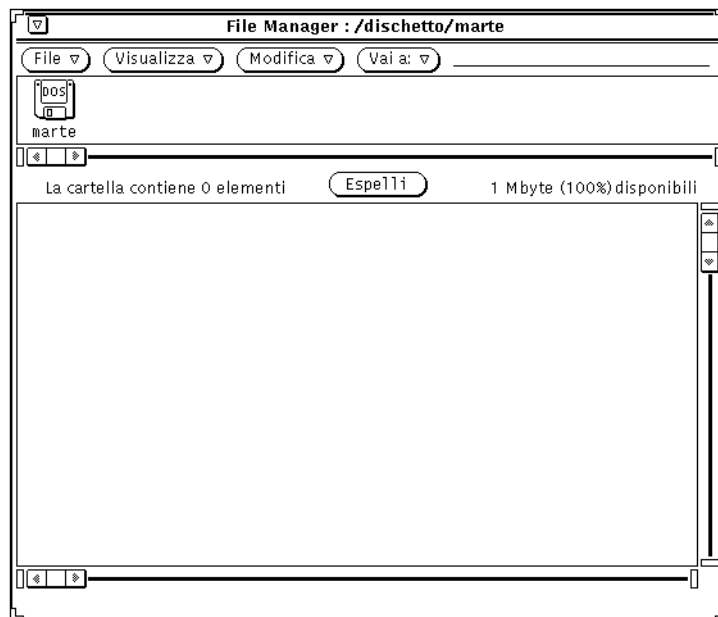 File Manager : /dischetto/marte
File Visualizza Modifica Vai a:
DOS
marte
La cartella contiene 0 elementi Espelli 1 Mbyte (100%) disponibili